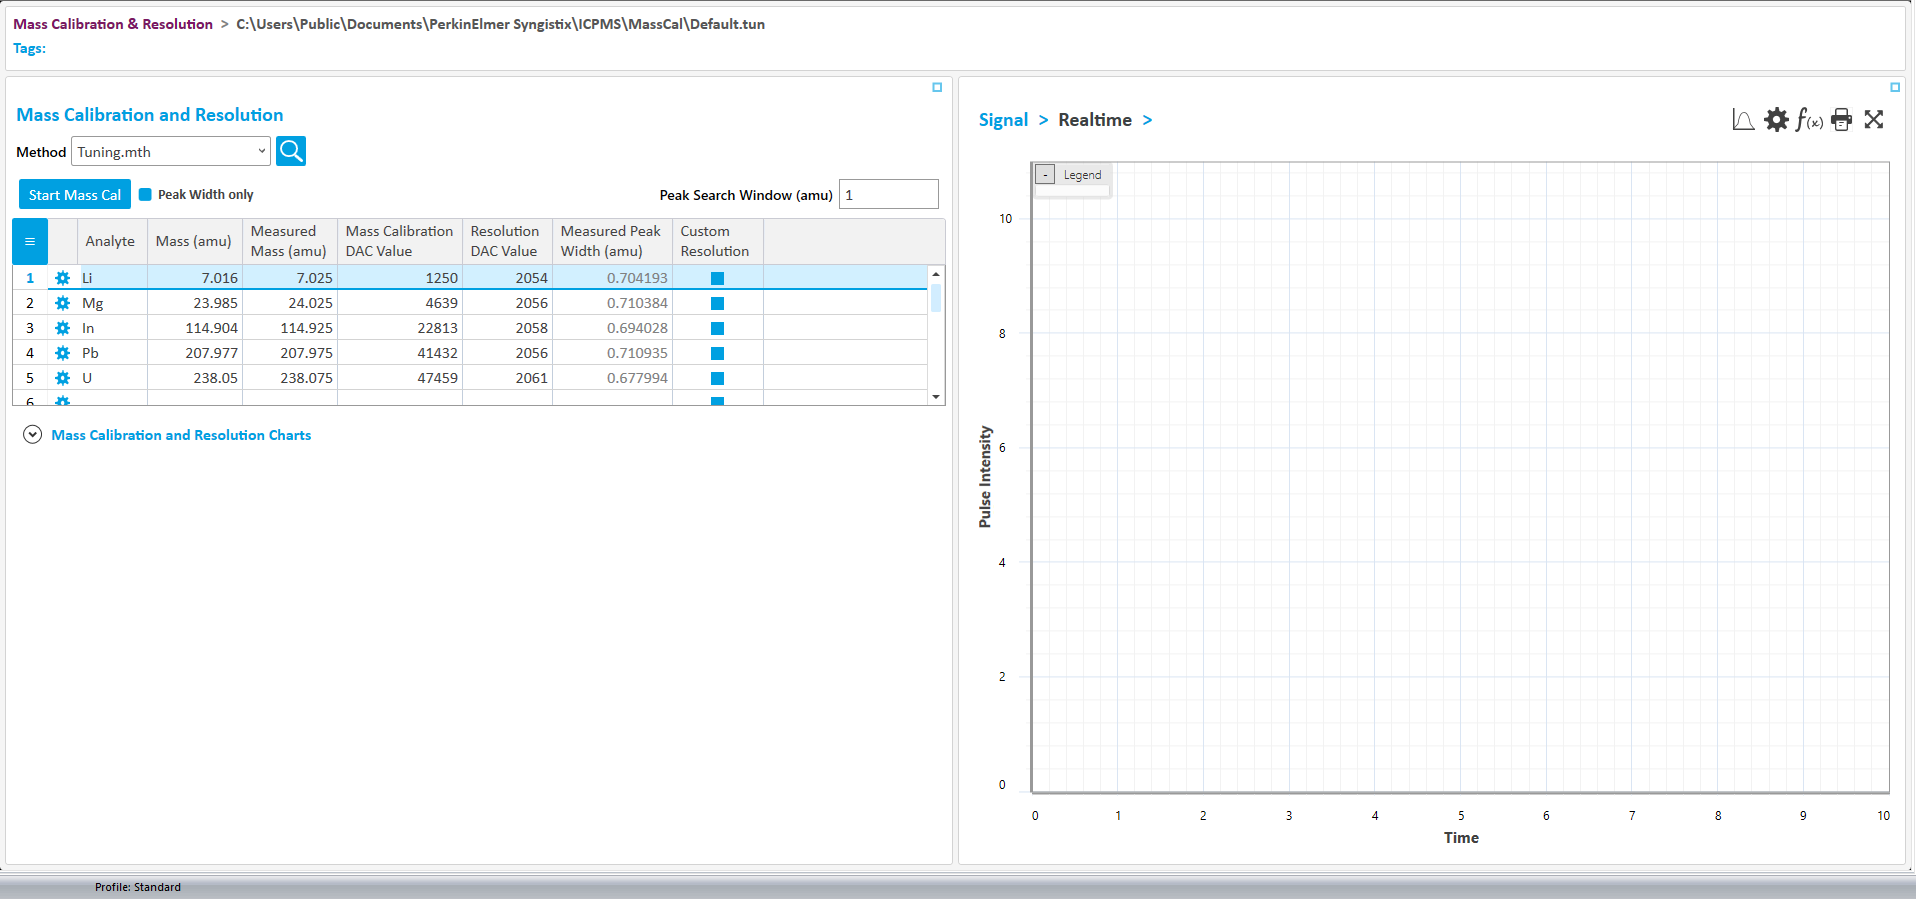 Mass Calibration & Resolution > C:\Users\Public\Documents\PerkinElmer Syngistix\ICPMS\MassCal\Default.tun
Tags:
Mass Calibration and Resolution
Method Tuning.mth
Start Mass Cal Peak Width only Peak Search Window (amu) 1
Analyte Mass (amu) Measured Mass (amu) Mass Calibration DAC Value Resolution DAC Value Measured Peak Width (amu) Custom Resolution
1 Li 7.016 7.025 1250 2054 0.704193
2 Mg 23.985 24.025 4639 2056 0.710384
3 In 114.904 114.925 22813 2058 0.694028
4 Pb 207.977 207.975 41432 2056 0.710935
5 U 238.05 238.075 47459 2061 0.677994
6
Mass Calibration and Resolution Charts
Signal > Realtime >
f(x)
- Legend
10
8
6
4
2
0
Pulse Intensity
0 1 2 3 4 5 6 7 8 9 10
Time
Profile: Standard